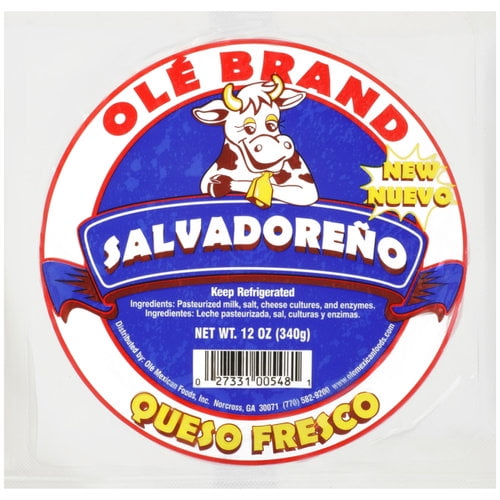 OLÉ BRAND
NEW
NUEVO
SALVADOREÑO
Keep Refrigerated
Ingredients: Pasteurized milk, salt, cheese cultures, and enzymes.
Ingredientes: Leche pasteurizada, sal, culturas y enzimas.
NET WT. 12 OZ (340g)
0 27331 00548 1
Distributed by: Olé Mexican Foods, Inc. Norcross, GA 30071 (770) 582-9200 www.olemexicanfoods.com
QUESO FRESCO